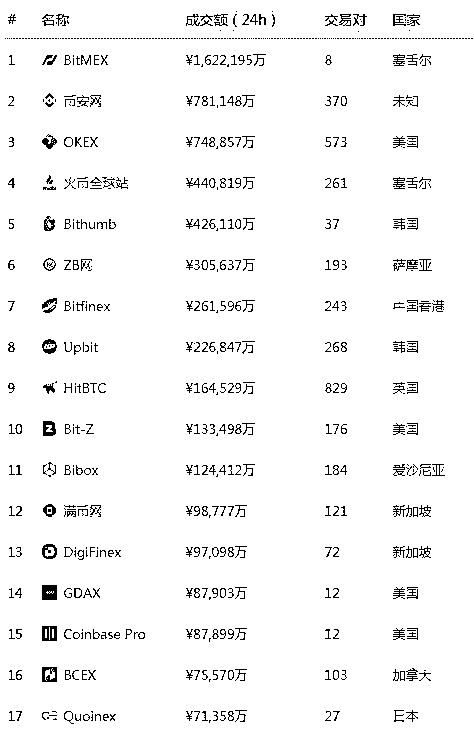 # 名称 成交额（24h） 交易对 国家
1 BitMEX ¥1,622,195万 8 塞舌尔
2 币安网 ¥781,148万 370 未知
3 OKEX ¥748,857万 573 美国
4 火币全球站 ¥440,819万 261 塞舌尔
5 Bithumb ¥426,110万 37 韩国
6 ZB网 ¥305,637万 193 萨摩亚
7 Bitfinex ¥261,596万 243 中国香港
8 Upbit ¥226,847万 268 韩国
9 HitBTC ¥164,529万 829 英国
10 Bit-Z ¥133,498万 176 美国
11 Bibox ¥124,412万 184 爱沙尼亚
12 满币网 ¥98,777万 121 新加坡
13 DigiFinex ¥97,098万 72 新加坡
14 GDAX ¥87,903万 12 美国
15 Coinbase Pro ¥87,899万 12 美国
16 BCEX ¥75,570万 103 加拿大
17 Quoinex ¥71,358万 27 日本